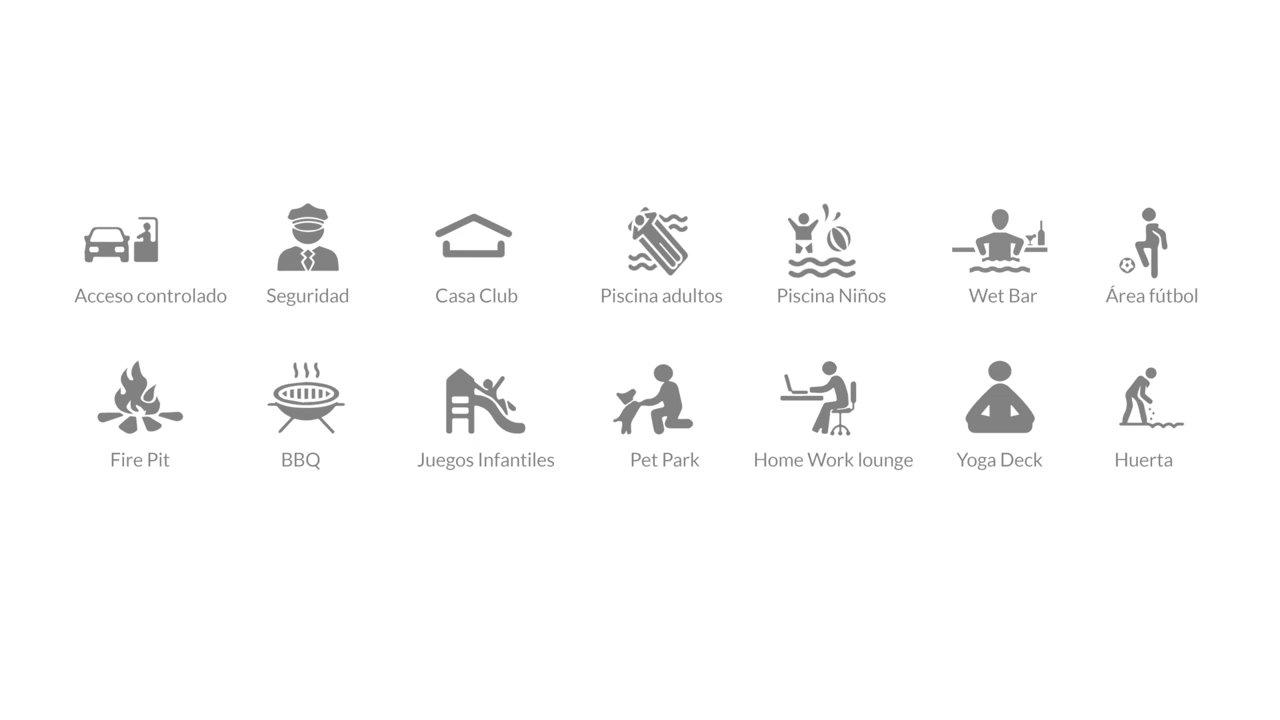 Acceso controlado
Seguridad
Casa Club
Piscina adultos
Piscina Niños
Wet Bar
Área fútbol
Fire Pit
BBQ
Juegos Infantiles
Pet Park
Home Work lounge
Yoga Deck
Huerta